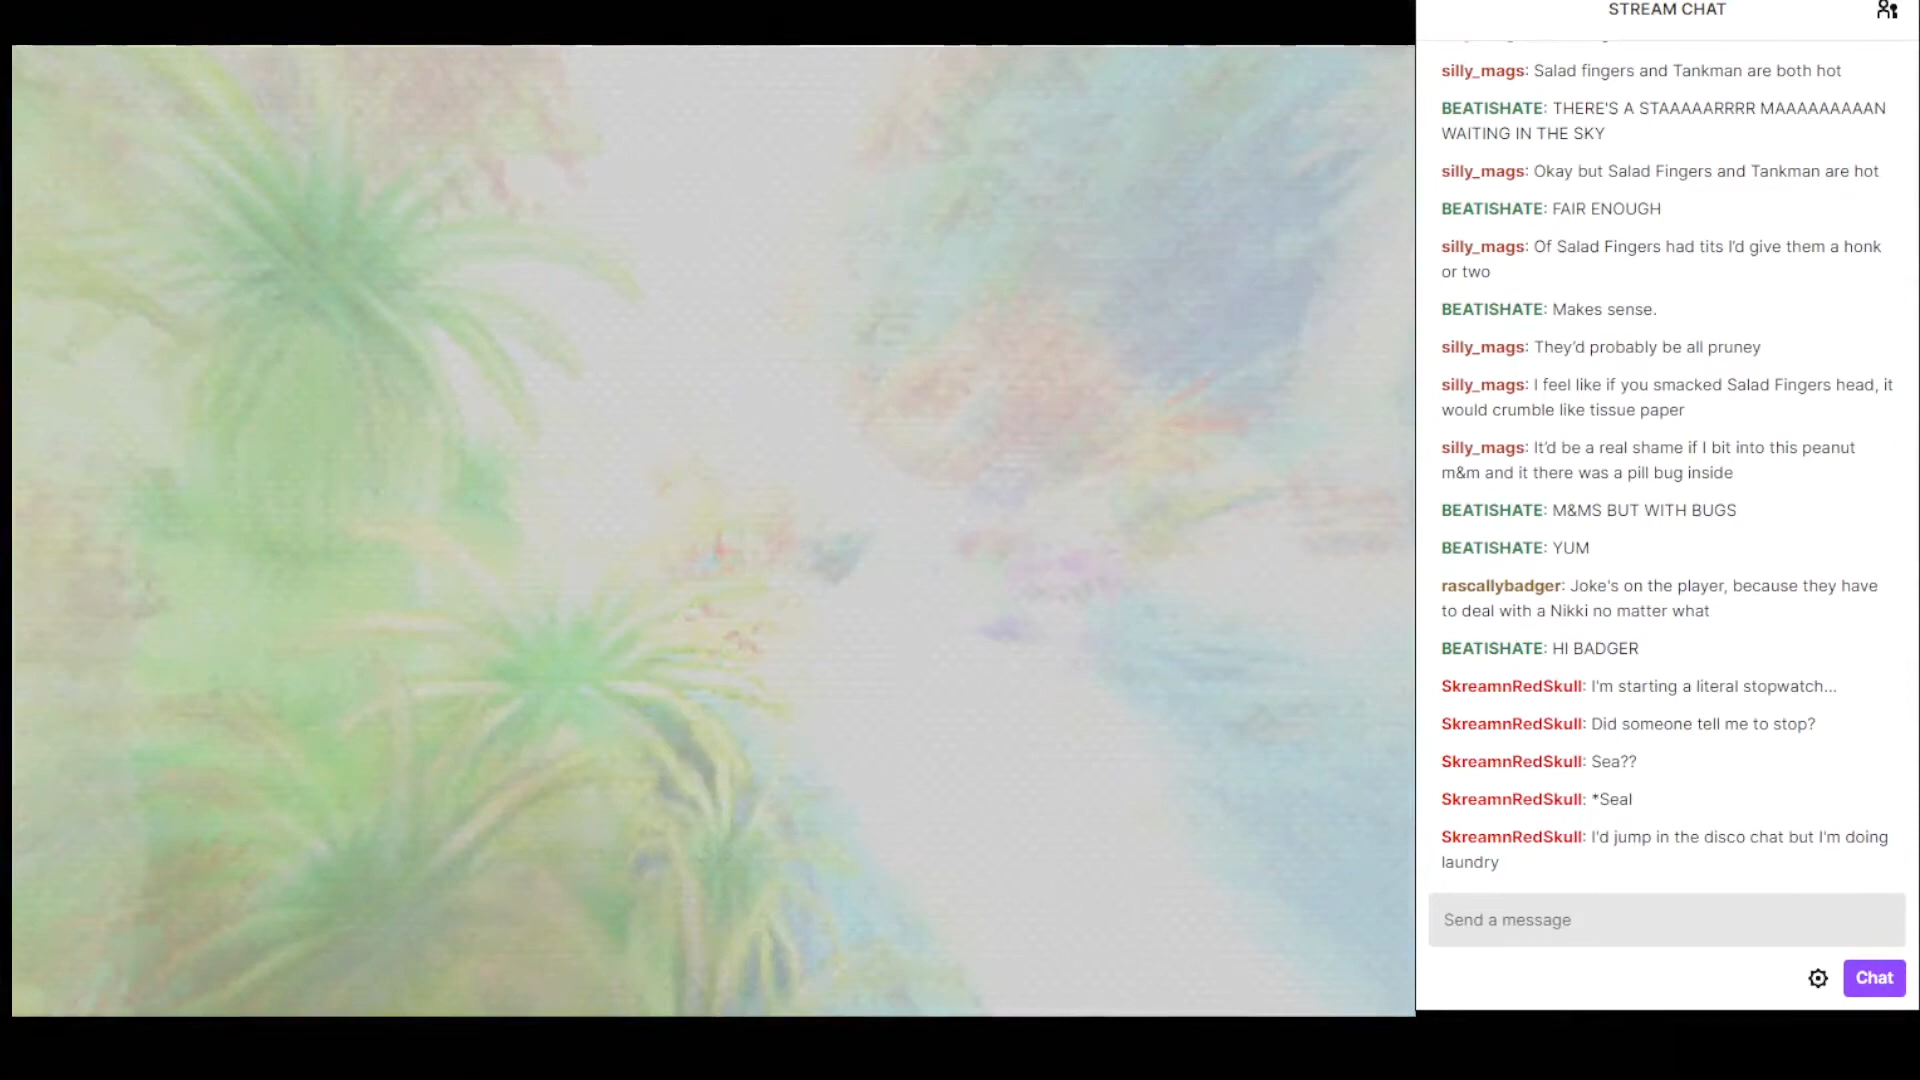 STREAM CHAT
silly_mags: Salad fingers and Tankman are both hot
BEATISHATE: THERE'S A STAAAAARRRR MAAAAAAAAAN
WAITING IN THE SKY
silly_mags: Okay but Salad Fingers and Tankman are hot
BEATISHATE: FAIR ENOUGH
silly_mags: Of Salad Fingers had tits I'd give them a honk
or two
BEATISHATE: Makes sense.
silly_mags: They'd probably be all pruney
silly_mags: I feel like if you smacked Salad Fingers head, it
would crumble like tissue paper
silly_mags: It'd be a real shame if I bit into this peanut
m&m and it there was a pill bug inside
BEATISHATE: M&MS BUT WITH BUGS
BEATISHATE: YUM
rascallybadger: Joke's on the player, because they have
to deal with a Nikki no matter what
BEATISHATE: HI BADGER
SkreamnRedSkull: I'm starting a literal stopwatch...
SkreamnRedSkull: Did someone tell me to stop?
SkreamnRedSkull: Sea??
SkreamnRedSkull: *Seal
SkreamnRedSkull: I'd jump in the disco chat but I'm doing
laundry
Send a message
Chat